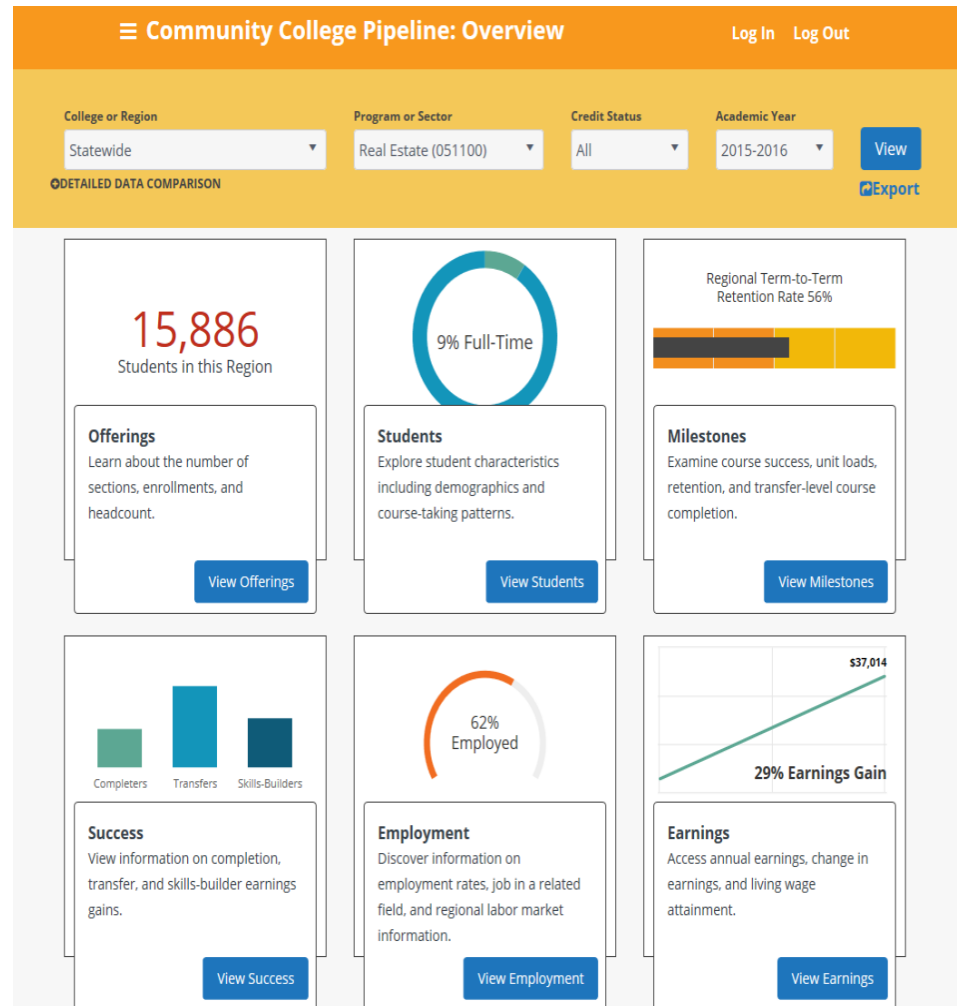 ☰ Community College Pipeline: Overview
Log In Log Out
College or Region
Program or Sector
Credit Status
Academic Year
Statewide
Real Estate (051100)
All
2015-2016
View
DETAILED DATA COMPARISON
Export
15,886
Students in this Region
Offerings
Learn about the number of
sections, enrollments, and
headcount.
View Offerings
9% Full-Time
Students
Explore student characteristics
including demographics and
course-taking patterns.
View Students
Regional Term-to-Term
Retention Rate 56%
Milestones
Examine course success, unit loads,
retention, and transfer-level course
completion.
View Milestones
Completers
Transfers
Skills-Builders
Success
View information on completion,
transfer, and skills-builder earnings
gains.
View Success
62%
Employed
Employment
Discover information on
employment rates, job in a related
field, and regional labor market
information.
View Employment
$37,014
29% Earnings Gain
Earnings
Access annual earnings, change in
earnings, and living wage
attainment.
View Earnings